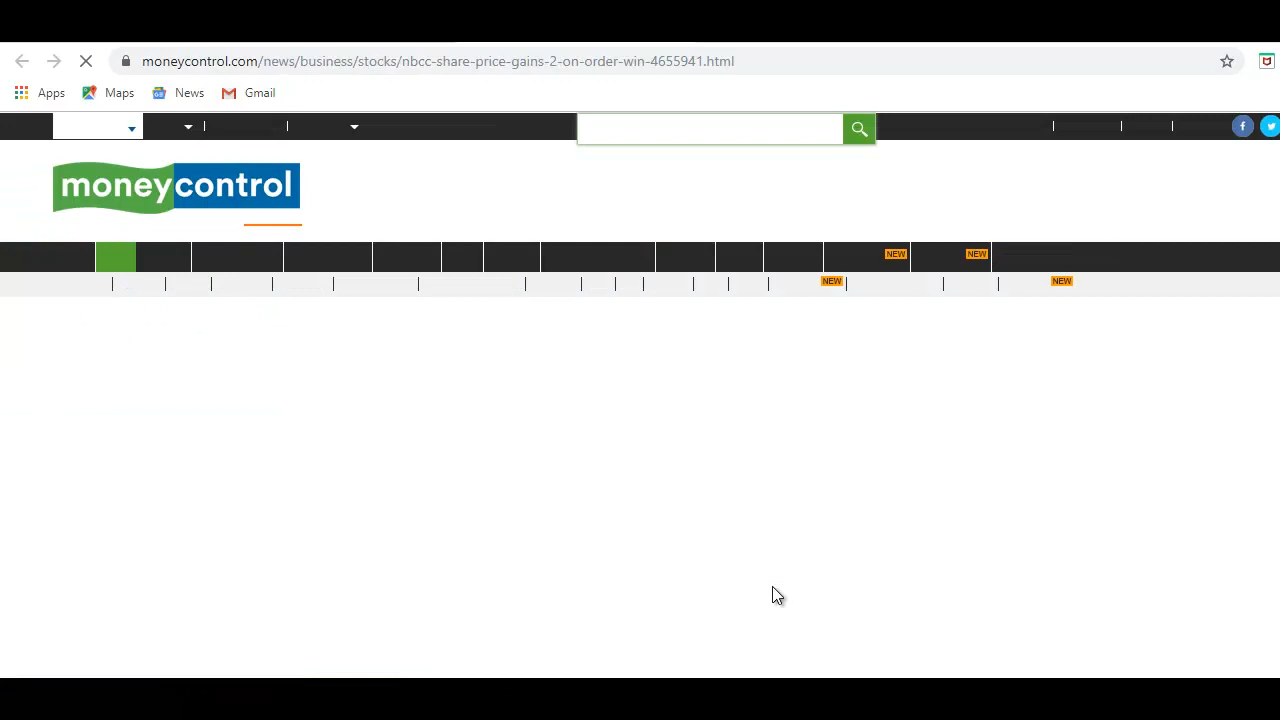 moneycontrol.com/news/business/stocks/nbcc-share-price-gains-2-on-order-win-4655941.html
Apps Maps News Gmail
moneycontrol
NEW NEW
NEW NEW